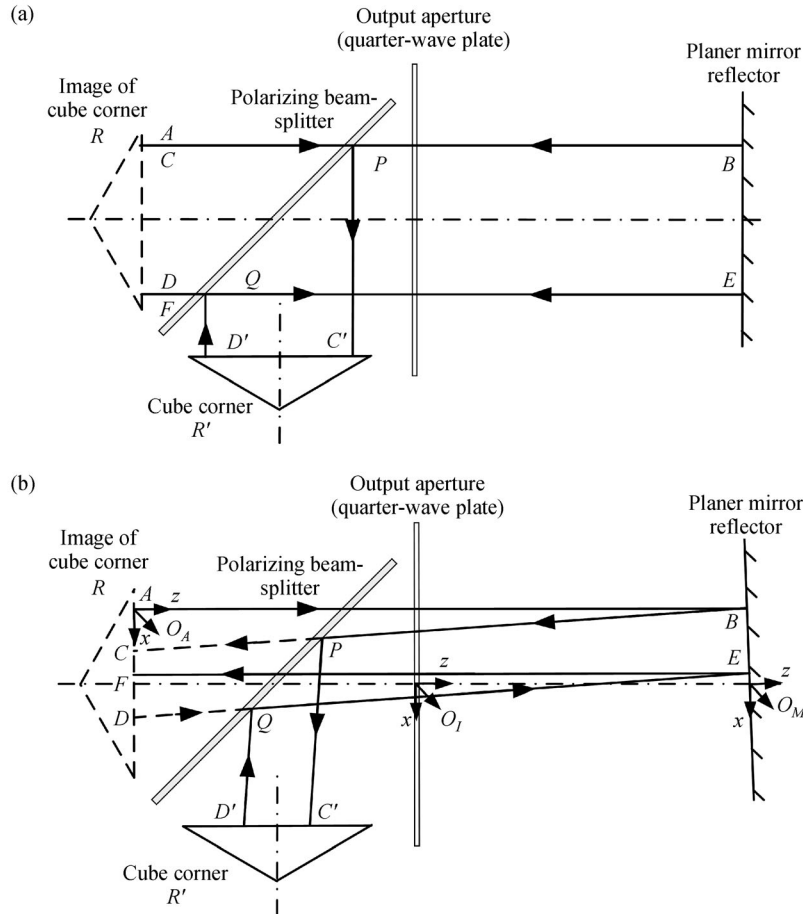 (a)
Output aperture
(quarter-wave plate)
Planer mirror
reflector
Image of
cube corner
R
Polarizing beam-
splitter
A
C
P
B
D
F
Q
E
D′
C′
Cube corner
R′
(b)
Output aperture
(quarter-wave plate)
Planer mirror
reflector
Image of
cube corner
R
Polarizing beam-
splitter
A
z
x
O_A
C
P
B
E
F
z
z
D
Q
x
O_I
x
O_M
D′
C′
Cube corner
R′